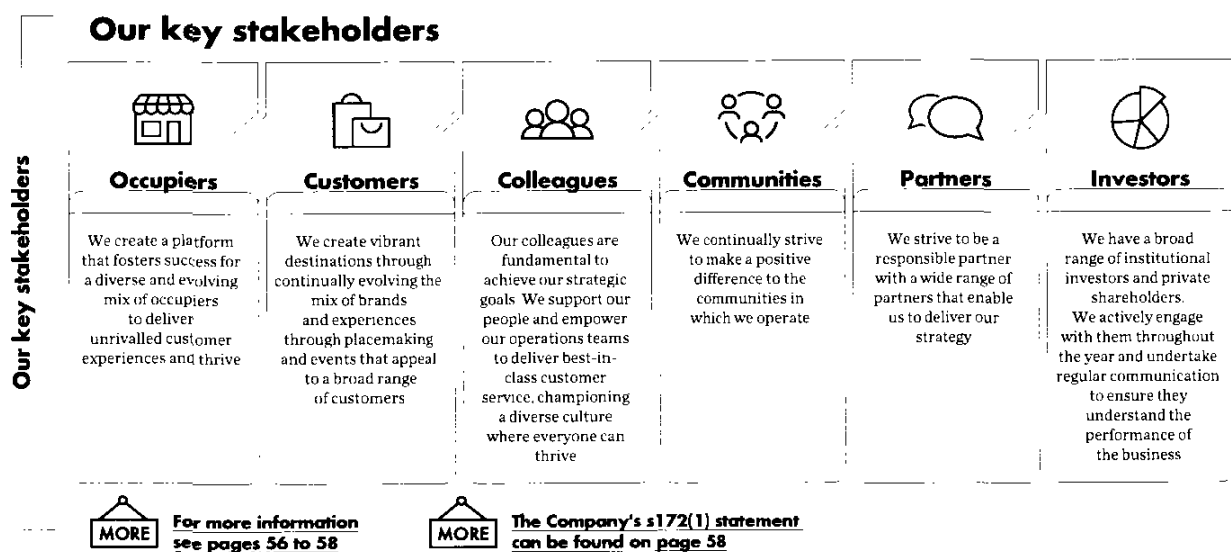 Our key stakeholders
Our key stakeholders
Occupiers
We create a platform
that fosters success for
a diverse and evolving
mix of occupiers
to deliver
unrivalled customer
experiences and thrive
Customers
We create vibrant
destinations through
continually evolving the
mix of brands
and experiences
through placemaking
and events that appeal
to a broad range
of customers
Colleagues
Our colleagues are
fundamental to
achieve our strategic
goals. We support our
people and empower
our operations teams
to deliver best-in-
class customer
service, championing
a diverse culture
where everyone can
thrive
Communities
We continually strive
to make a positive
difference to the
communities in
which we operate
Partners
We strive to be a
responsible partner
with a wide range of
partners that enable
us to deliver our
strategy
Investors
We have a broad
range of institutional
investors and private
shareholders.
We actively engage
with them throughout
the year and undertake
regular communication
to ensure they
understand the
performance of
the business
MORE
For more information
see pages 56 to 58
MORE
The Company's s172(1) statement
can be found on page 58